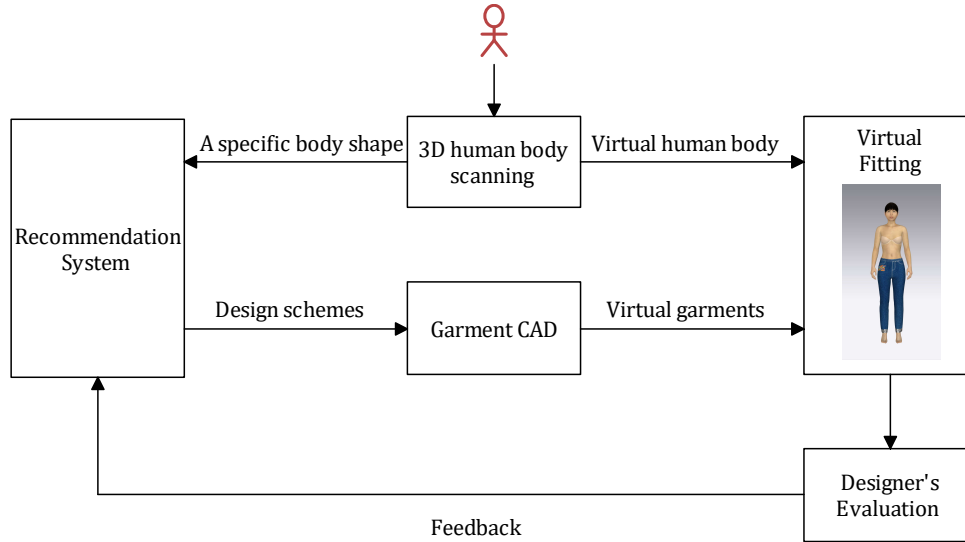 A specific body shape
3D human body
scanning
Virtual human body
Virtual
Fitting
Recommendation
System
Design schemes
Garment CAD
Virtual garments
Designer's
Evaluation
Feedback